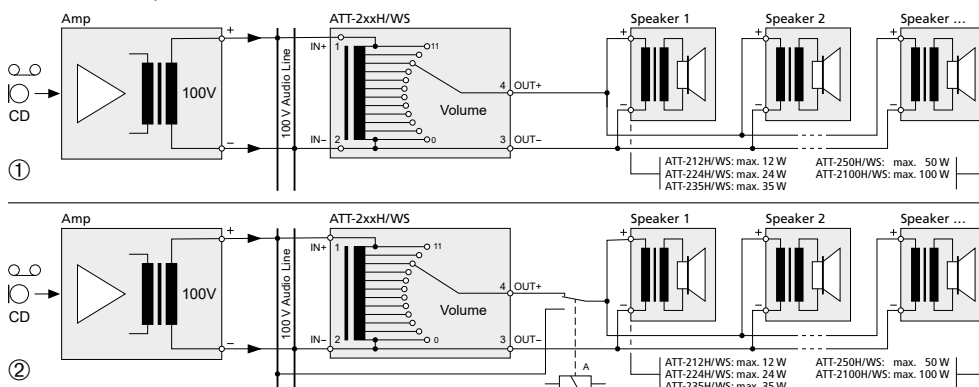 Amp ATT-2xxH/WS Speaker 1 Speaker 2 Speaker …
+ IN+ 1 11 + + +
100V 100 V Audio Line 4 OUT+
CD Volume
− IN− 2 0 3 OUT− − − −
① ATT-212H/WS: max. 12 W ATT-250H/WS: max. 50 W
ATT-224H/WS: max. 24 W ATT-2100H/WS: max. 100 W
ATT-235H/WS: max. 35 W
Amp ATT-2xxH/WS Speaker 1 Speaker 2 Speaker …
+ IN+ 1 11 + + +
100V 100 V Audio Line 4 OUT+
CD Volume
− IN− 2 0 3 OUT− − − −
A
② ATT-212H/WS: max. 12 W ATT-250H/WS: max. 50 W
ATT-224H/WS: max. 24 W ATT-2100H/WS: max. 100 W
ATT-235H/WS: max. 35 W